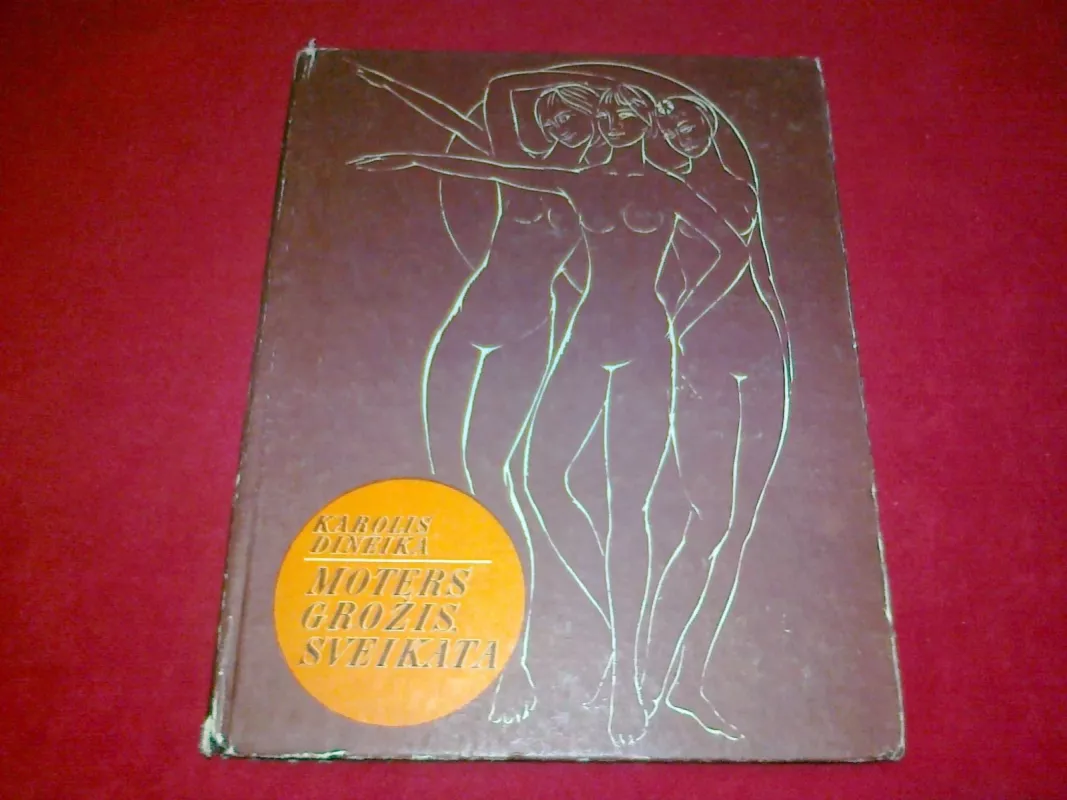 KAROLIS
DINEIKA
MOTERS
GROŽIS.
SVEIKATA